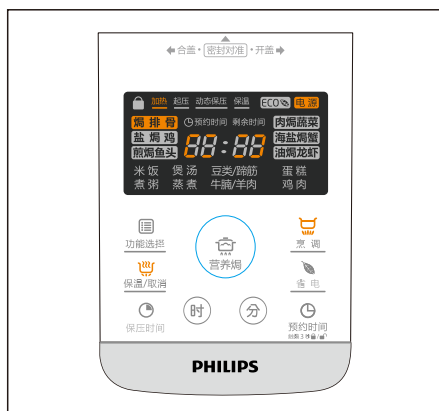 合盖·密封对准·开盖
加热 起压 动态保压 保温 ECO 电源
焗排骨 预约时间 剩余时间 肉焗蔬菜
盐焗鸡 88:88 海盐焗蟹
煎焗鱼头 油焗龙虾
米饭 煲汤 豆类/蹄筋 蛋糕
煮粥 蒸煮 牛腩/羊肉 鸡肉
功能选择 营养焗 烹调
保温/取消 省电
保压时间 时 分 预约时间
PHILIPS